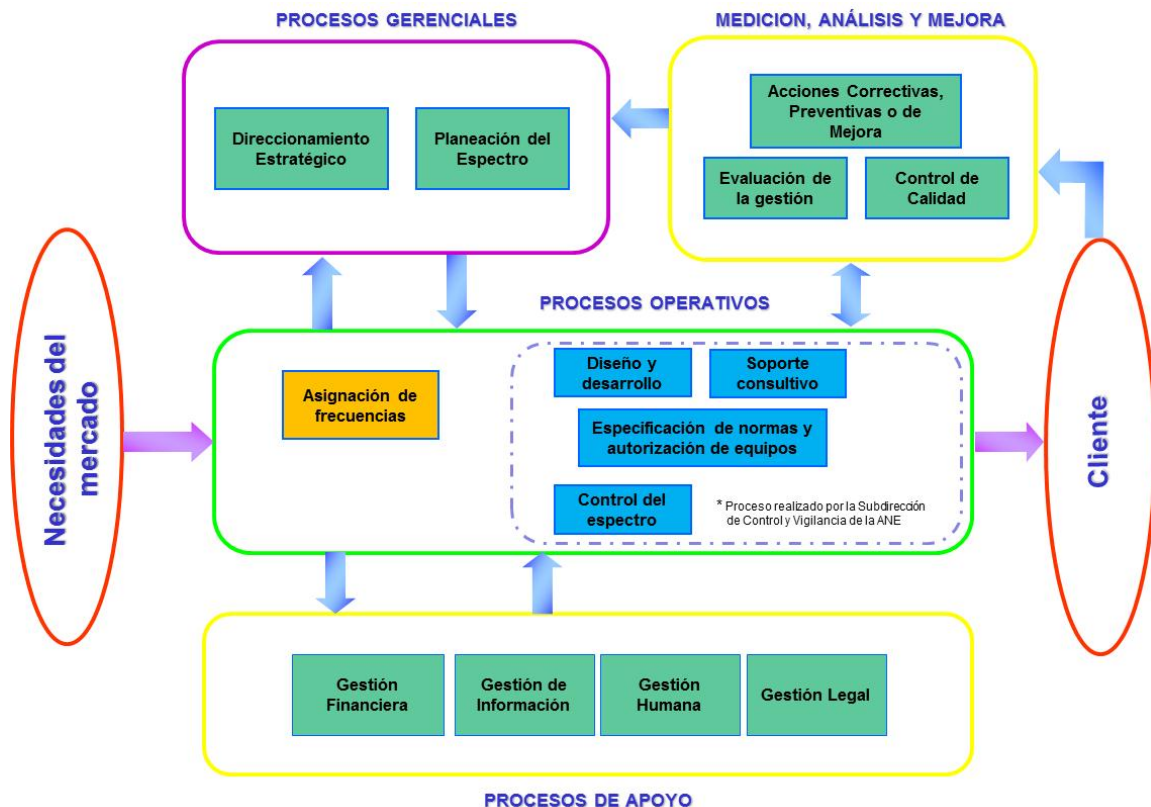 PROCESOS GERENCIALES
MEDICION, ANÁLISIS Y MEJORA
Direccionamiento
Estratégico
Planeación del
Espectro
Acciones Correctivas,
Preventivas o de
Mejora
Evaluación de
la gestión
Control de
Calidad
Necesidades del
mercado
PROCESOS OPERATIVOS
Asignación de
frecuencias
Diseño y
desarrollo
Soporte
consultivo
Especificación de normas y
autorización de equipos
Control del
espectro
* Proceso realizado por la Subdirección
de Control y Vigilancia de la ANE
Cliente
Gestión
Financiera
Gestión de
Información
Gestión
Humana
Gestión Legal
PROCESOS DE APOYO